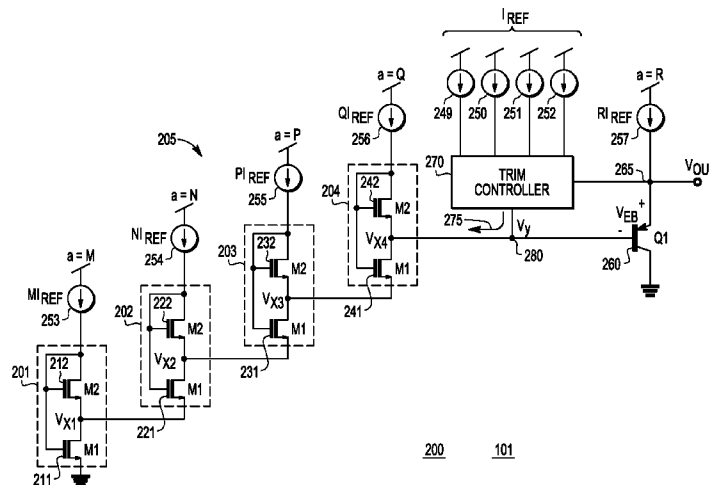 I REF
a = Q
a = R
QI REF
256
249
250
251
252
RI REF
257
205
a = P
PI REF
255
270
TRIM
CONTROLLER
265
V OU
a = N
204
242
M2
275
V y
280
V EB
+
-
Q1
260
NI REF
254
203
232
M2
V X4
M1
241
a = M
MI REF
253
202
222
M2
V X3
M1
231
201
212
M2
V X2
M1
221
V X1
M1
211
200
101